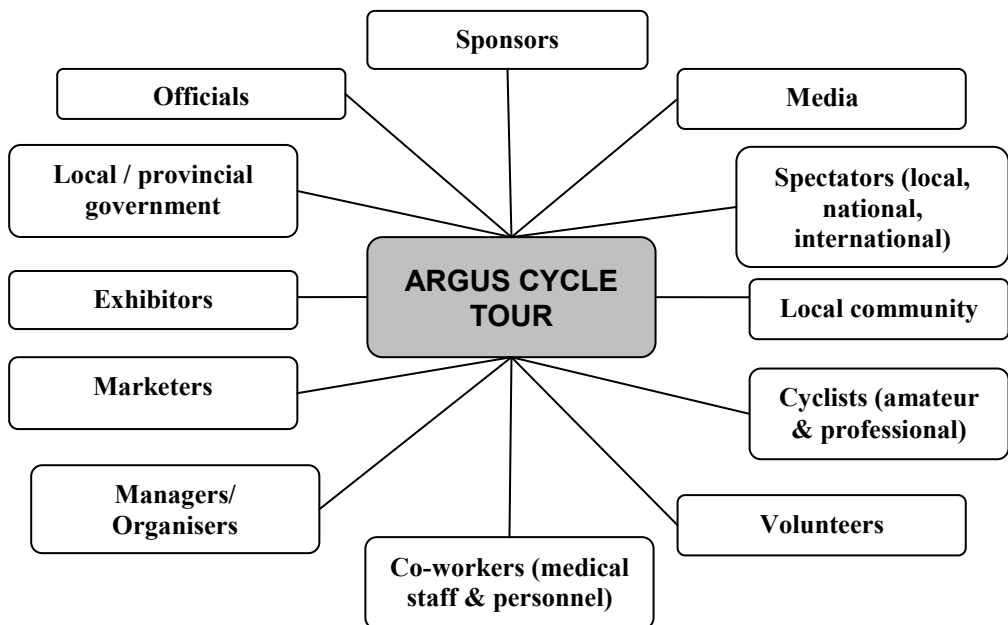 Sponsors
Officials
Media
Local / provincial
government
Spectators (local,
national,
international)
ARGUS CYCLE
TOUR
Exhibitors
Local community
Marketers
Cyclists (amateur
& professional)
Managers/
Organisers
Volunteers
Co-workers (medical
staff & personnel)